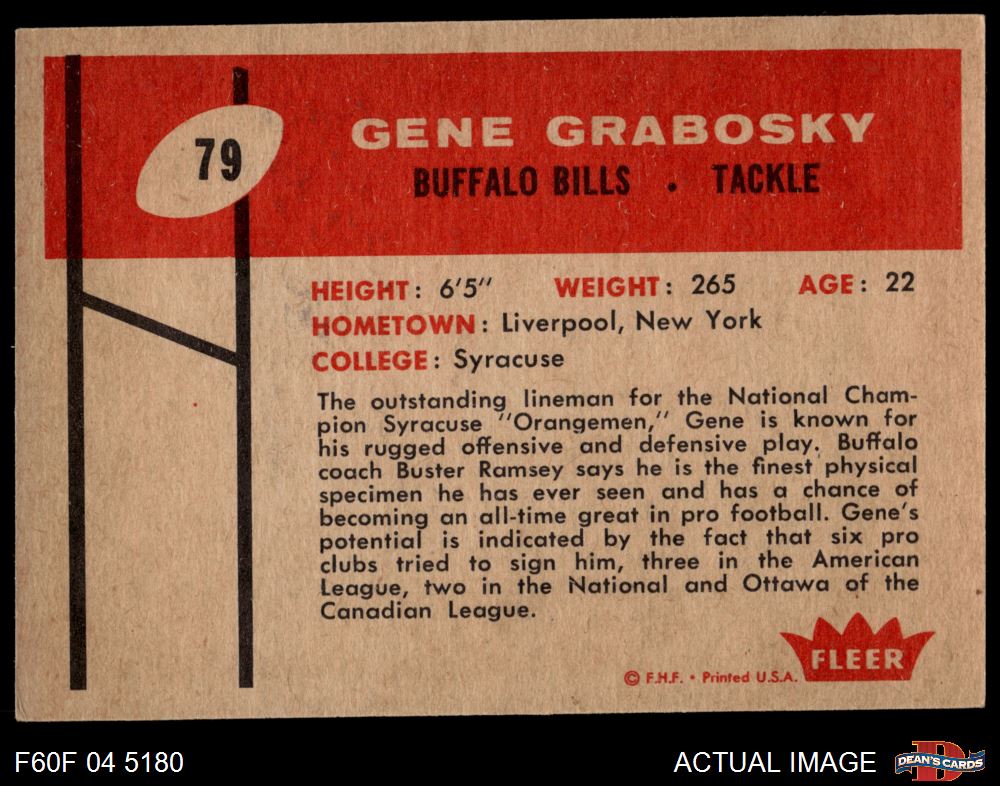 79
GENE GRABOSKY
BUFFALO BILLS • TACKLE
HEIGHT: 6'5'' WEIGHT: 265 AGE: 22
HOMETOWN: Liverpool, New York
COLLEGE: Syracuse
The outstanding lineman for the National Cham-
pion Syracuse ''Orangemen,'' Gene is known for
his rugged offensive and defensive play. Buffalo
coach Buster Ramsey says he is the finest physical
specimen he has ever seen and has a chance of
becoming an all-time great in pro football. Gene's
potential is indicated by the fact that six pro
clubs tried to sign him, three in the American
League, two in the National and Ottawa of the
Canadian League.
FLEER
© F.H.F. • Printed U.S.A.
F60F 04 5180
ACTUAL IMAGE
DEAN'S CARDS